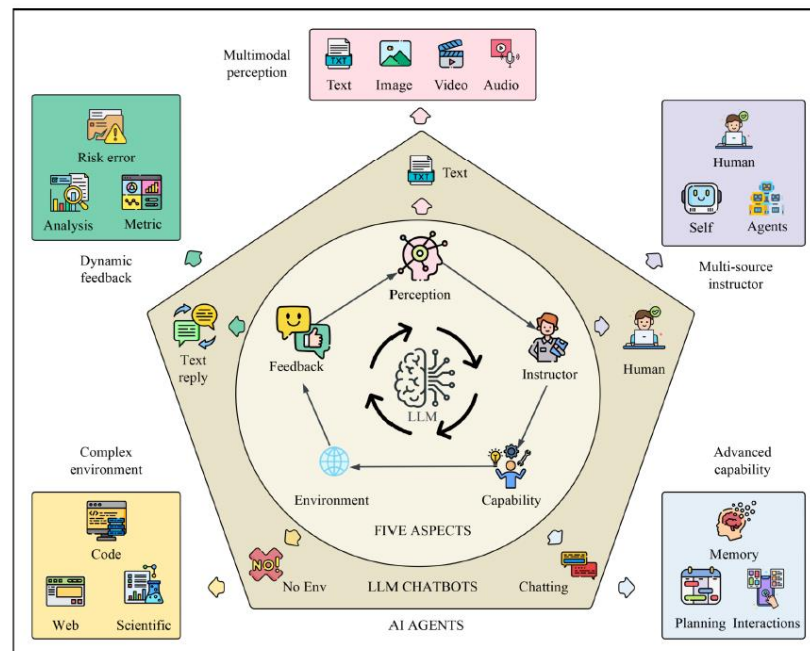 Multimodal
perception
TXT
Text
Image
Video
Audio
Risk error
Analysis
Metric
Dynamic
feedback
Human
Self
Agents
Multi-source
instructor
TXT
Text
Perception
Feedback
Instructor
LLM
Environment
Capability
FIVE ASPECTS
Text
reply
Human
NO!
No Env
LLM CHATBOTS
Chatting
AI AGENTS
Complex
environment
Code
Web
Scientific
Advanced
capability
Memory
Planning
Interactions